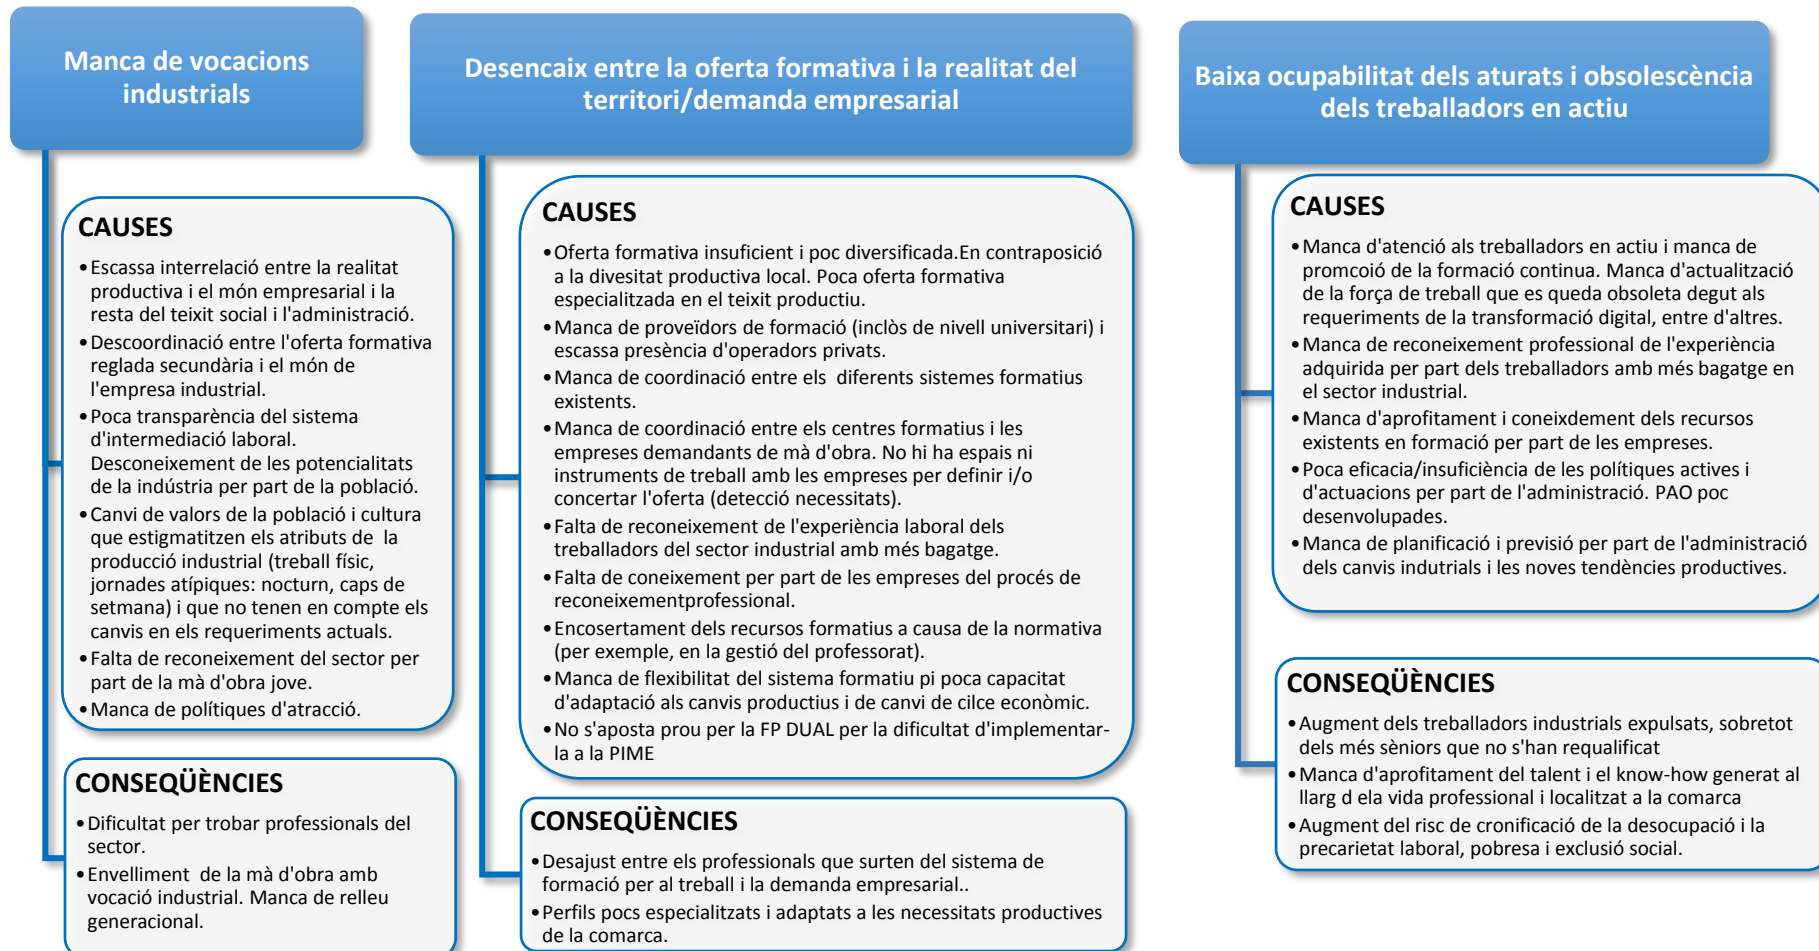 Manca de vocacions
industrials
CAUSES
•Escassa interrelació entre la realitat
productiva i el món empresarial i la
resta del teixit social i l'administració.
•Descoordinació entre l'oferta formativa
reglada secundària i el món de
l'empresa industrial.
•Poca transparència del sistema
d'intermediació laboral.
Desconeixement de les potencialitats
de la indústria per part de la població.
•Canvi de valors de la població i cultura
que estigmatitzen els atributs de la
producció industrial (treball físic,
jornades atípiques: nocturn, caps de
setmana) i que no tenen en compte els
canvis en els requeriments actuals.
•Falta de reconeixement del sector per
part de la mà d'obra jove.
•Manca de polítiques d'atracció.
CONSEQÜÈNCIES
•Dificultat per trobar professionals del
sector.
•Envelliment de la mà d'obra amb
vocació industrial. Manca de relleu
generacional.
Desencaix entre la oferta formativa i la realitat del
territori/demanda empresarial
CAUSES
•Oferta formativa insuficient i poc diversificada.En contraposició
a la divesitat productiva local. Poca oferta formativa
especialitzada en el teixit productiu.
•Manca de proveïdors de formació (inclòs de nivell universitari) i
escassa presència d'operadors privats.
•Manca de coordinació entre els diferents sistemes formatius
existents.
•Manca de coordinació entre els centres formatius i les
empreses demandants de mà d'obra. No hi ha espais ni
instruments de treball amb les empreses per definir i/o
concertar l'oferta (detecció necessitats).
•Falta de reconeixement de l'experiència laboral dels
treballadors del sector industrial amb més bagatge.
•Falta de coneixement per part de les empreses del procés de
reconeixementprofessional.
•Encosertament dels recursos formatius a causa de la normativa
(per exemple, en la gestió del professorat).
•Manca de flexibilitat del sistema formatiu pi poca capacitat
d'adaptació als canvis productius i de canvi de cilce econòmic.
•No s'aposta prou per la FP DUAL per la dificultat d'implementar-
la a la PIME
CONSEQÜÈNCIES
•Desajust entre els professionals que surten del sistema de
formació per al treball i la demanda empresarial..
•Perfils pocs especialitzats i adaptats a les necessitats productives
de la comarca.
Baixa ocupabilitat dels aturats i obsolescència
dels treballadors en actiu
CAUSES
•Manca d'atenció als treballadors en actiu i manca de
promcoió de la formació continua. Manca d'actualització
de la força de treball que es queda obsoleta degut als
requeriments de la transformació digital, entre d'altres.
•Manca de reconeixement professional de l'experiència
adquirida per part dels treballadors amb més bagatge en
el sector industrial.
•Manca d'aprofitament i coneixdement dels recursos
existents en formació per part de les empreses.
•Poca eficacia/insuficiència de les polítiques actives i
d'actuacions per part de l'administració. PAO poc
desenvolupades.
•Manca de planificació i previsió per part de l'administració
dels canvis indutrials i les noves tendències productives.
CONSEQÜÈNCIES
•Augment dels treballadors industrials expulsats, sobretot
dels més sèniors que no s'han requalificat
•Manca d'aprofitament del talent i el know-how generat al
llarg d ela vida professional i localitzat a la comarca
•Augment del risc de cronificació de la desocupació i la
precarietat laboral, pobresa i exclusió social.